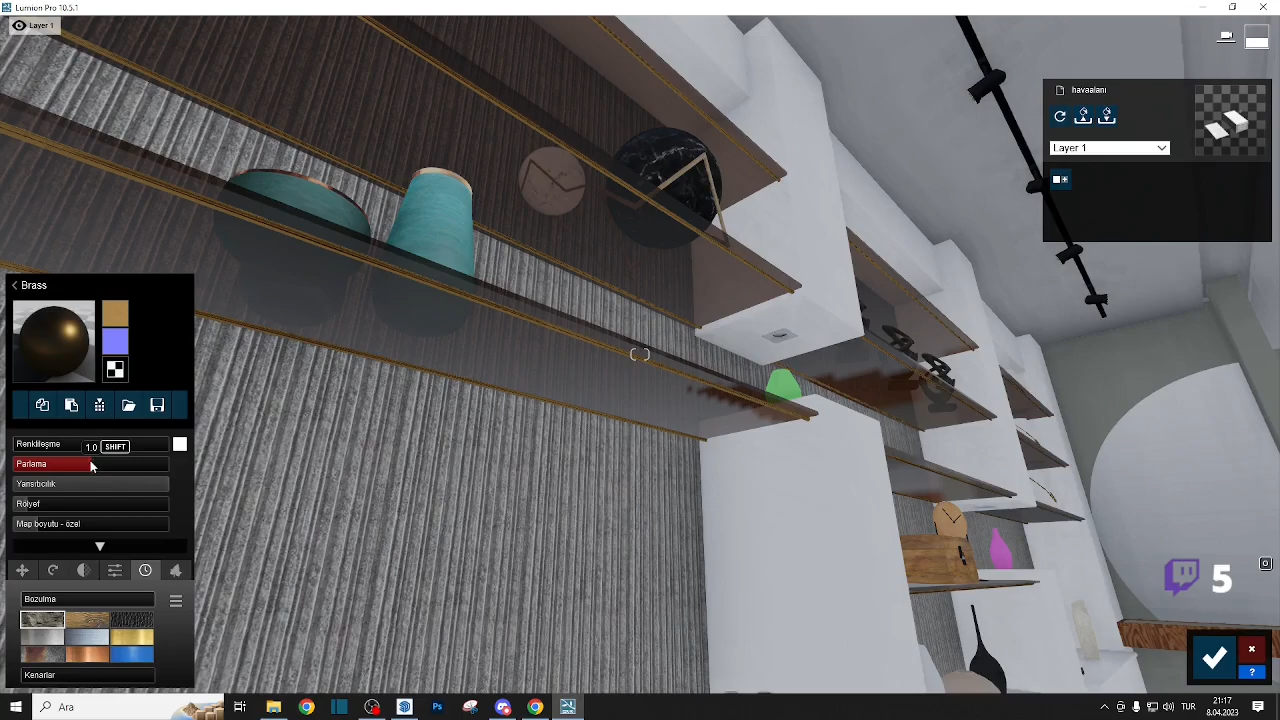 Lumion Pro 10.5.1
Layer 1
havaalanı
Layer 1
Brass
Renklileşme
1.0 SHIFT
Parlama
Yansıtıcılık
Rölyef
Map boyutu - özel
Bozulma
Kenarlar
5
?
Ara
Ps
TUR
21:17
8.04.2023